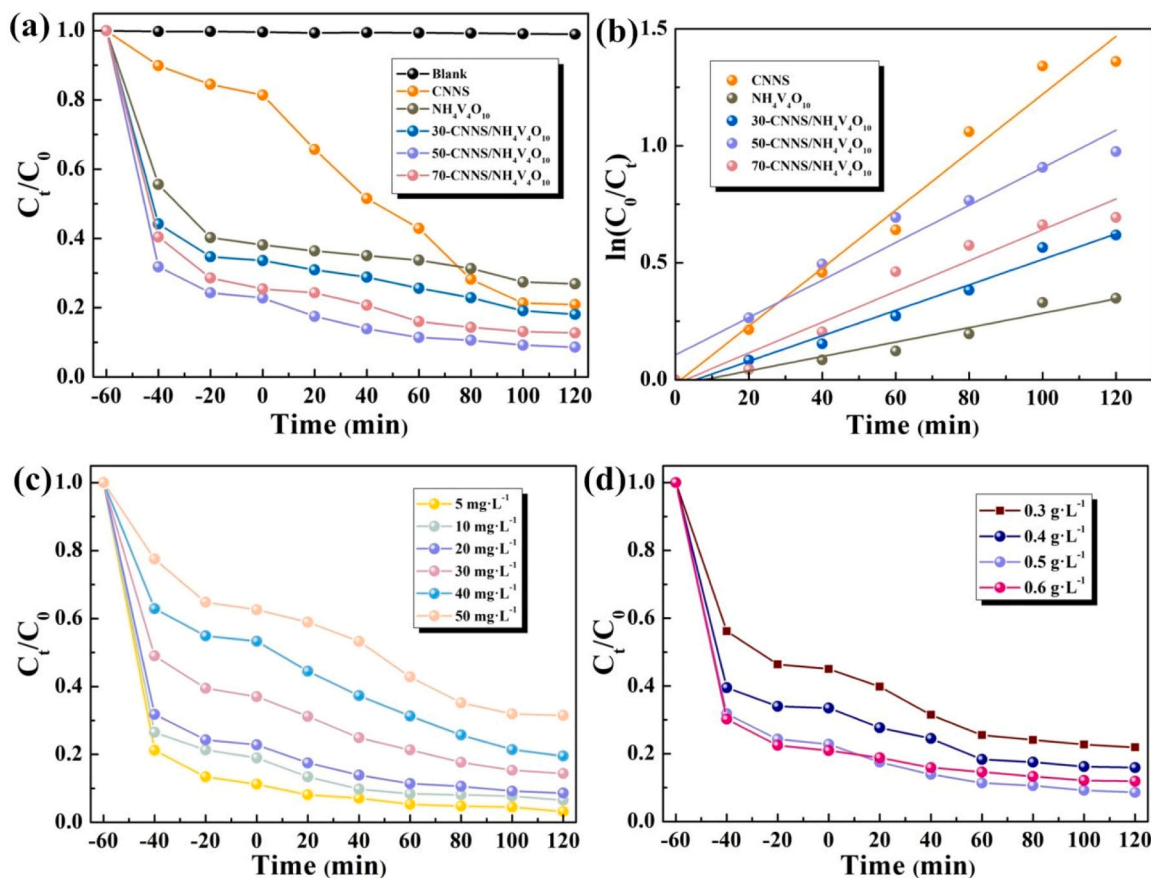 (a)
C_t/C_0
1.0
0.8
0.6
0.4
0.2
0.0
Blank
CNNS
NH₄V₄O₁₀
30-CNNS/NH₄V₄O₁₀
50-CNNS/NH₄V₄O₁₀
70-CNNS/NH₄V₄O₁₀
-60 -40 -20 0 20 40 60 80 100 120
Time (min)
(b)
ln(C_0/C_t)
1.5
1.0
0.5
0.0
CNNS
NH₄V₄O₁₀
30-CNNS/NH₄V₄O₁₀
50-CNNS/NH₄V₄O₁₀
70-CNNS/NH₄V₄O₁₀
0 20 40 60 80 100 120
Time (min)
(c)
C_t/C_0
1.0
0.8
0.6
0.4
0.2
0.0
5 mg·L⁻¹
10 mg·L⁻¹
20 mg·L⁻¹
30 mg·L⁻¹
40 mg·L⁻¹
50 mg·L⁻¹
-60 -40 -20 0 20 40 60 80 100 120
Time (min)
(d)
C_t/C_0
1.0
0.8
0.6
0.4
0.2
0.0
0.3 g·L⁻¹
0.4 g·L⁻¹
0.5 g·L⁻¹
0.6 g·L⁻¹
-60 -40 -20 0 20 40 60 80 100 120
Time (min)